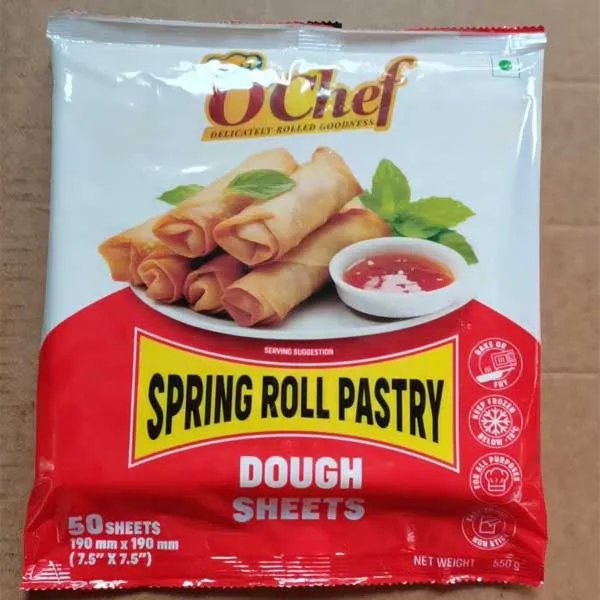 O'Chef
DELICATELY ROLLED GOODNESS
SERVING SUGGESTION
SPRING ROLL PASTRY
DOUGH
SHEETS
BAKE OR
FRY
KEEP FROZEN
BELOW -18°C
FOR ALL PURPOSE
NON STICK
50 SHEETS
190 mm x 190 mm
(7.5" X 7.5")
NET WEIGHT 550 g